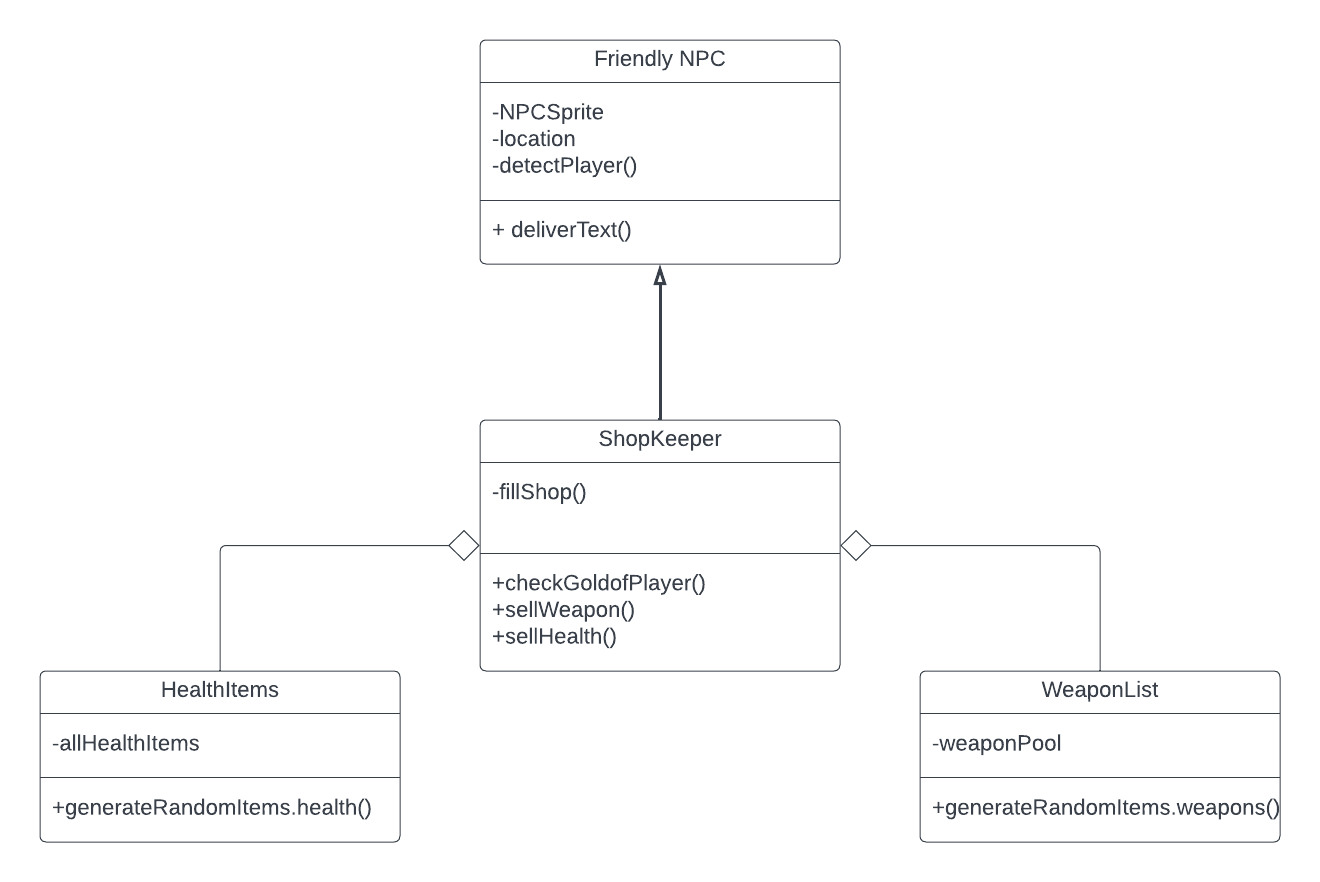 Friendly NPC
-NPCSprite
-location
-detectPlayer()
+ deliverText()
ShopKeeper
-fillShop()
+checkGoldofPlayer()
+sellWeapon()
+sellHealth()
HealthItems
-allHealthItems
+generateRandomItems.health()
WeaponList
-weaponPool
+generateRandomItems.weapons()